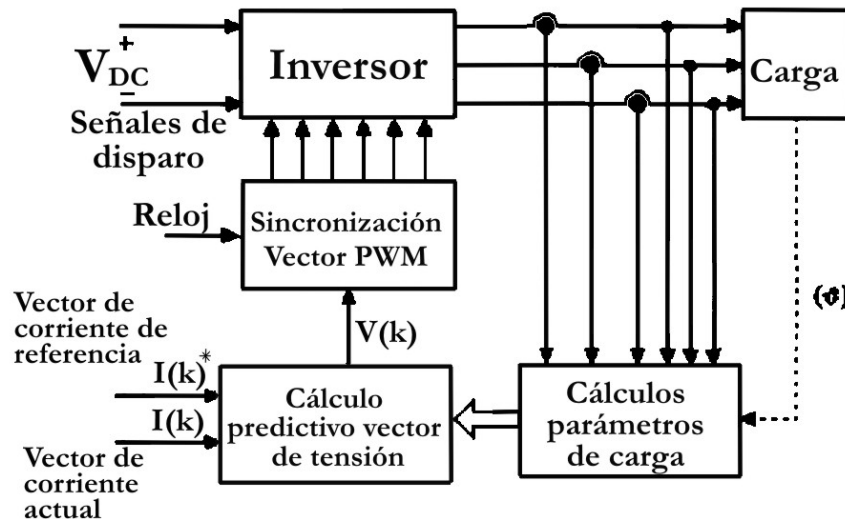 V_DC
+
−
Inversor
Carga
Señales de
disparo
Reloj
Sincronización
Vector PWM
Vector de
corriente de
referencia
V(k)
(ϑ)
I(k)*
I(k)
Cálculo
predictivo vector
de tensión
Cálculos
parámetros
de carga
Vector de
corriente
actual